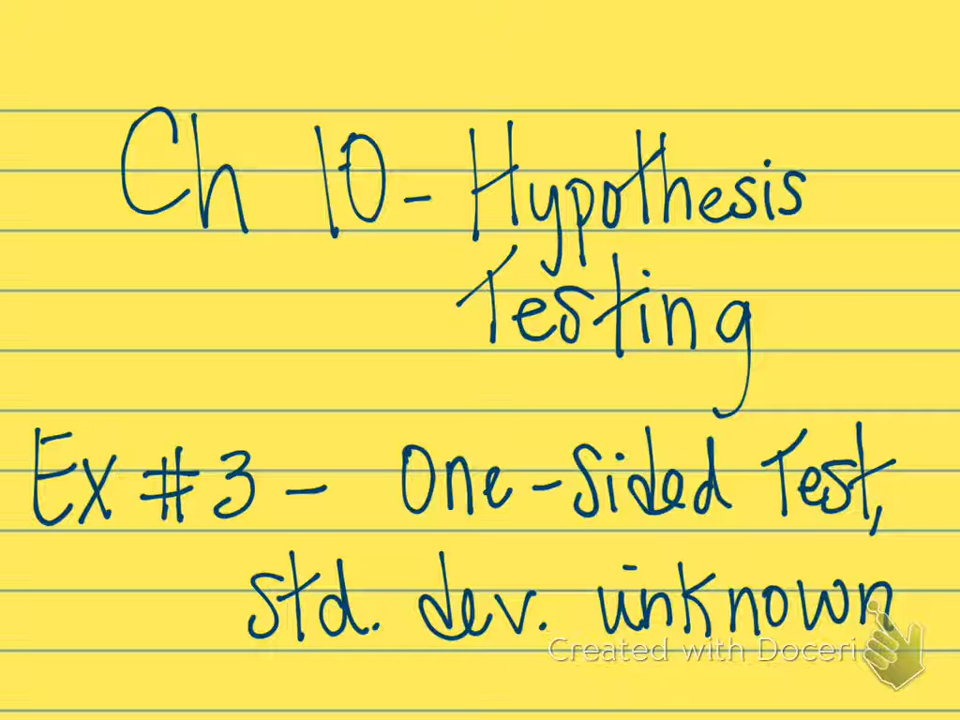 Ch 10 - Hypothesis
Testing
Ex #3 - One-Sided Test,
std. dev. unknown
Created with Doceri